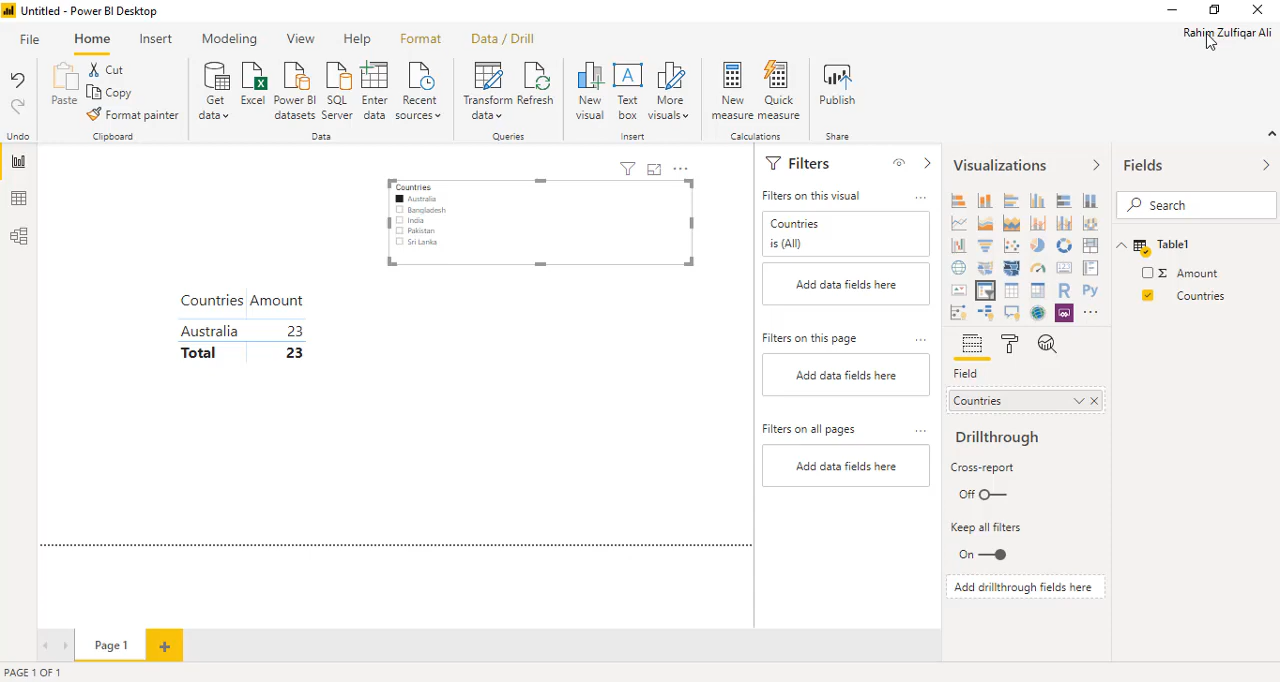 Untitled - Power BI Desktop
Rahim Zulfiqar Ali
File Home Insert Modeling View Help Format Data / Drill
Undo
Paste
Cut
Copy
Format painter
Clipboard
Get data
Excel
Power BI datasets
SQL Server
Enter data
Recent sources
Data
Transform data
Refresh
Queries
New visual
Text box
More visuals
Insert
New measure
Quick measure
Calculations
Publish
Share
Countries
Australia
Bangladesh
India
Pakistan
Sri Lanka
Countries Amount
Australia 23
Total 23
Filters
Filters on this visual ...
Countries
is (All)
Add data fields here
Filters on this page ...
Add data fields here
Filters on all pages ...
Add data fields here
Visualizations
R Py
Field
Countries
Drillthrough
Cross-report
Off
Keep all filters
On
Add drillthrough fields here
Fields
Search
Table1
Σ Amount
Countries
Page 1
PAGE 1 OF 1